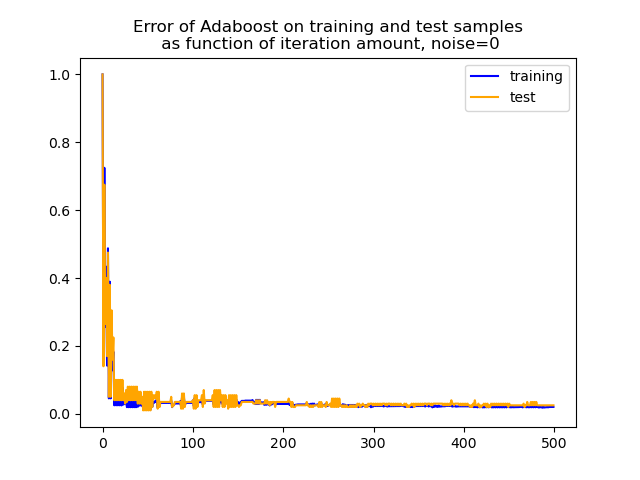 Error of Adaboost on training and test samples
as function of iteration amount, noise=0
training
test
1.0
0.8
0.6
0.4
0.2
0.0
0 100 200 300 400 500